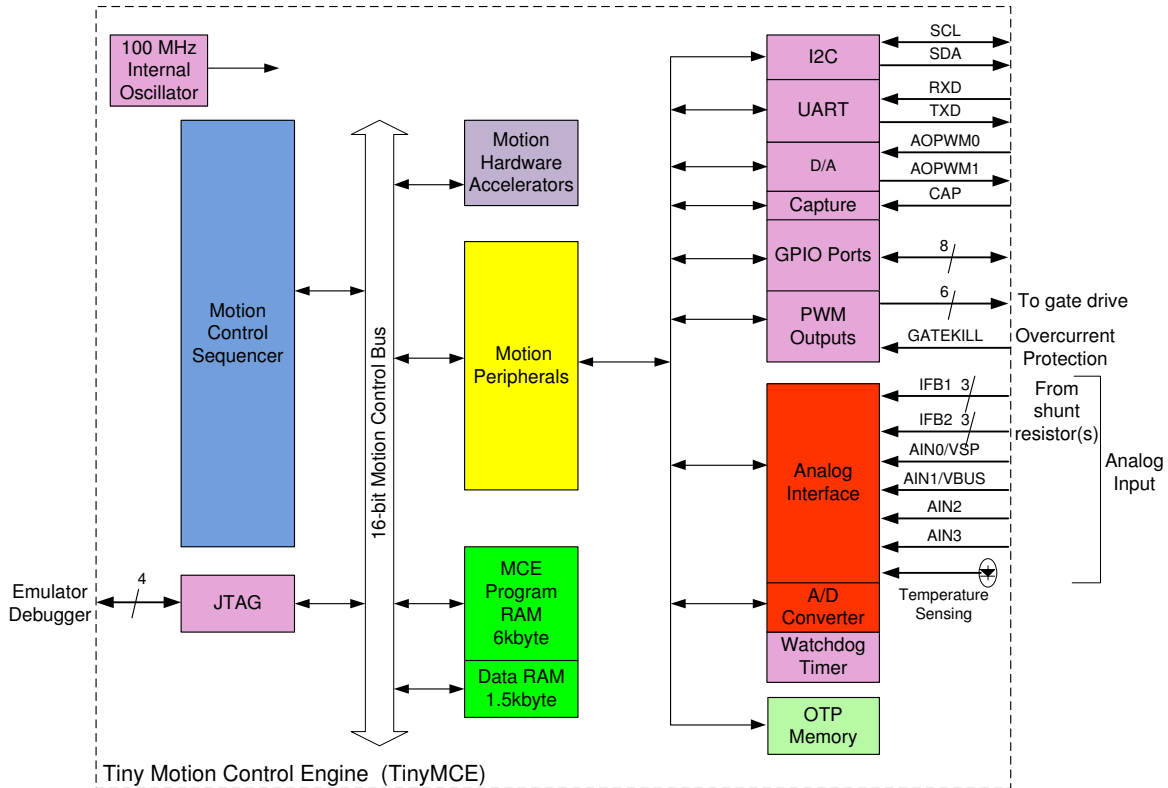 100 MHz
Internal
Oscillator
Motion
Control
Sequencer
JTAG
Emulator
Debugger
4
16-bit Motion Control Bus
Motion
Hardware
Accelerators
Motion
Peripherals
MCE
Program
RAM
6kbyte
Data RAM
1.5kbyte
I2C
UART
D/A
Capture
GPIO Ports
PWM
Outputs
Analog
Interface
A/D
Converter
Watchdog
Timer
OTP
Memory
SCL
SDA
RXD
TXD
AOPWM0
AOPWM1
CAP
8
6
To gate drive
GATEKILL
Overcurrent
Protection
IFB1 3
IFB2 3
From
shunt
resistor(s)
AIN0/VSP
AIN1/VBUS
AIN2
AIN3
Temperature
Sensing
Analog
Input
Tiny Motion Control Engine (TinyMCE)